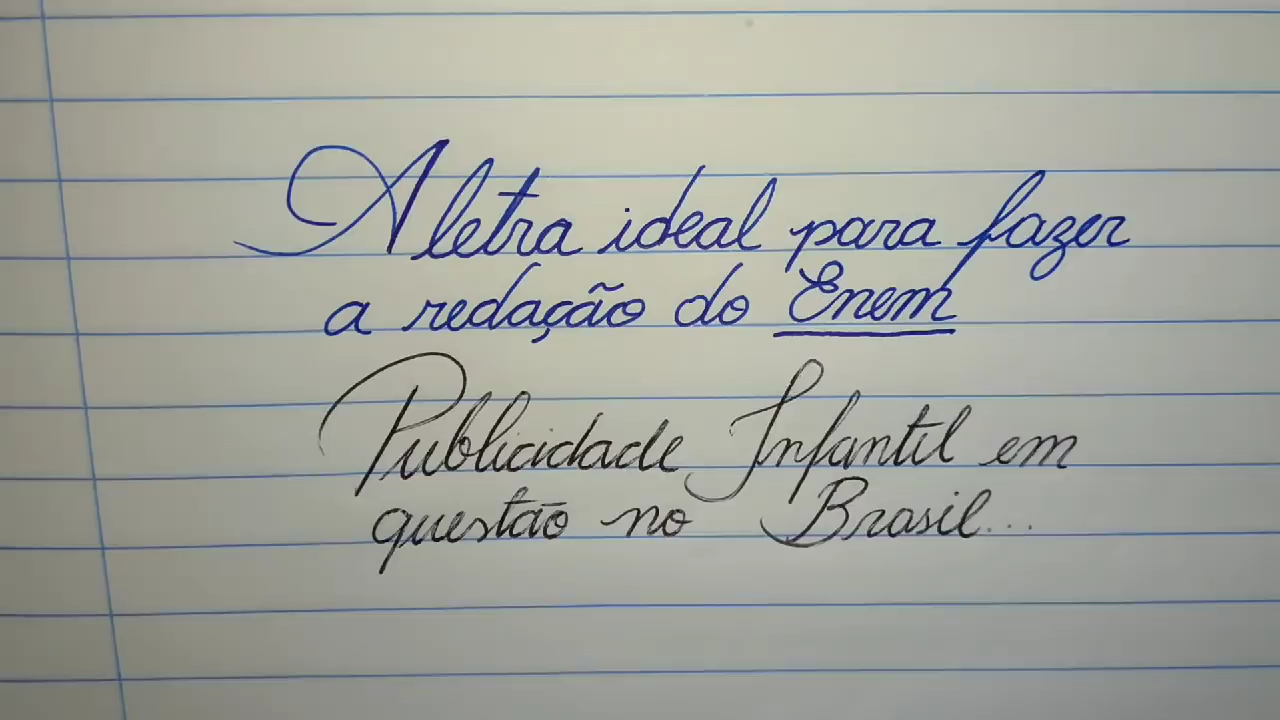 A letra ideal para fazer
a redação do Enem
Publicidade Infantil em
questão no Brasil...